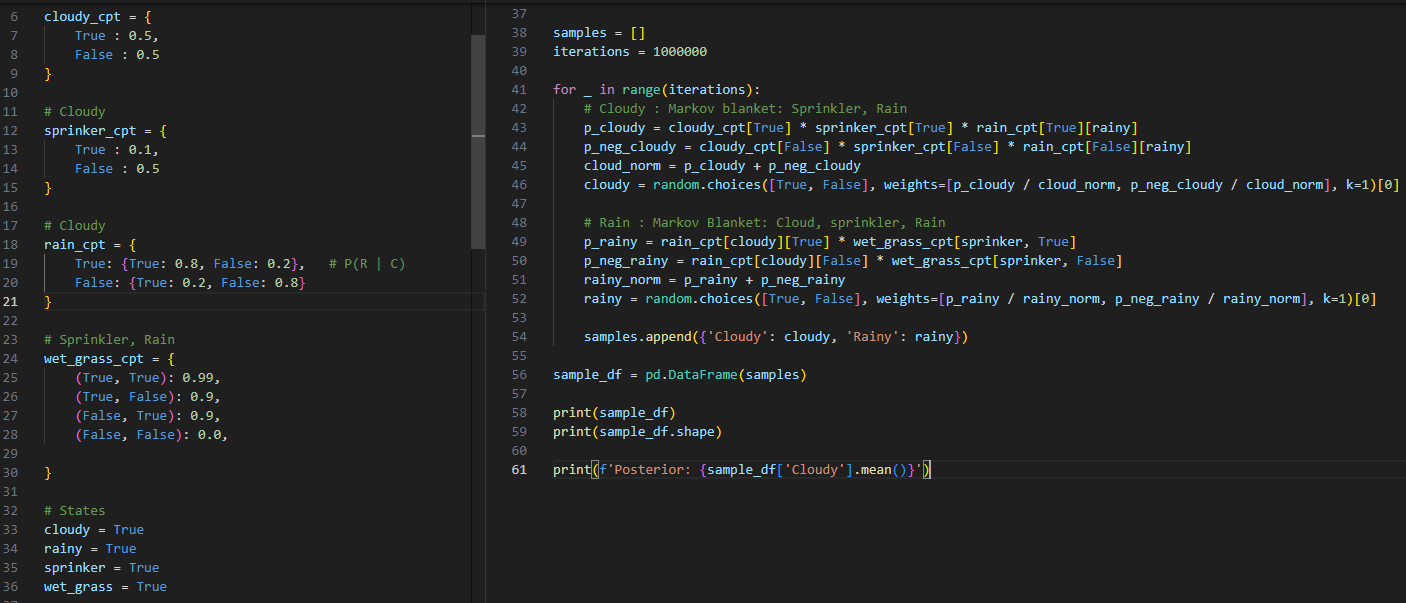 6 cloudy_cpt = {
7     True : 0.5,
8     False : 0.5
9 }
10
11 # Cloudy
12 sprinker_cpt = {
13     True : 0.1,
14     False : 0.5
15 }
16
17 # Cloudy
18 rain_cpt = {
19     True: {True: 0.8, False: 0.2},   # P(R | C)
20     False: {True: 0.2, False: 0.8}
21 }
22
23 # Sprinkler, Rain
24 wet_grass_cpt = {
25     (True, True): 0.99,
26     (True, False): 0.9,
27     (False, True): 0.9,
28     (False, False): 0.0,
29
30 }
31
32 # States
33 cloudy = True
34 rainy = True
35 sprinker = True
36 wet_grass = True
37
38 samples = []
39 iterations = 1000000
40
41 for _ in range(iterations):
42     # Cloudy : Markov blanket: Sprinkler, Rain
43     p_cloudy = cloudy_cpt[True] * sprinker_cpt[True] * rain_cpt[True][rainy]
44     p_neg_cloudy = cloudy_cpt[False] * sprinker_cpt[False] * rain_cpt[False][rainy]
45     cloud_norm = p_cloudy + p_neg_cloudy
46     cloudy = random.choices([True, False], weights=[p_cloudy / cloud_norm, p_neg_cloudy / cloud_norm], k=1)[0]
47
48     # Rain : Markov Blanket: Cloud, sprinkler, Rain
49     p_rainy = rain_cpt[cloudy][True] * wet_grass_cpt[sprinker, True]
50     p_neg_rainy = rain_cpt[cloudy][False] * wet_grass_cpt[sprinker, False]
51     rainy_norm = p_rainy + p_neg_rainy
52     rainy = random.choices([True, False], weights=[p_rainy / rainy_norm, p_neg_rainy / rainy_norm], k=1)[0]
53
54     samples.append({'Cloudy': cloudy, 'Rainy': rainy})
55
56 sample_df = pd.DataFrame(samples)
57
58 print(sample_df)
59 print(sample_df.shape)
60
61 print(f'Posterior: {sample_df['Cloudy'].mean()}')